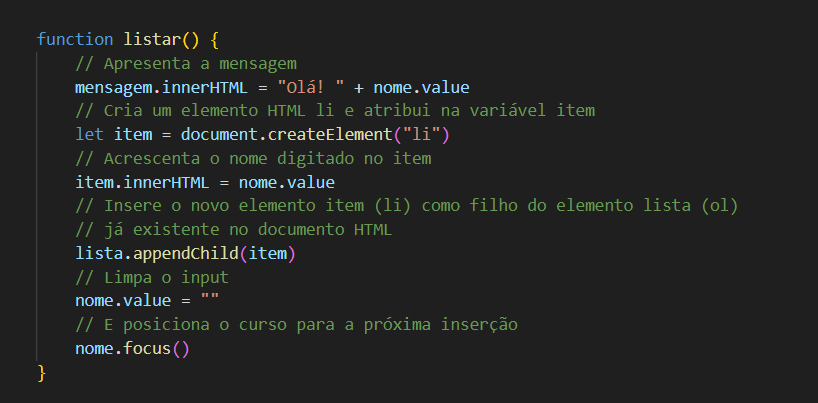 function listar() {
    // Apresenta a mensagem
    mensagem.innerHTML = "Olá! " + nome.value
    // Cria um elemento HTML li e atribui na variável item
    let item = document.createElement("li")
    // Acrescenta o nome digitado no item
    item.innerHTML = nome.value
    // Insere o novo elemento item (li) como filho do elemento lista (ol)
    // já existente no documento HTML
    lista.appendChild(item)
    // Limpa o input
    nome.value = ""
    // E posiciona o curso para a próxima inserção
    nome.focus()
}